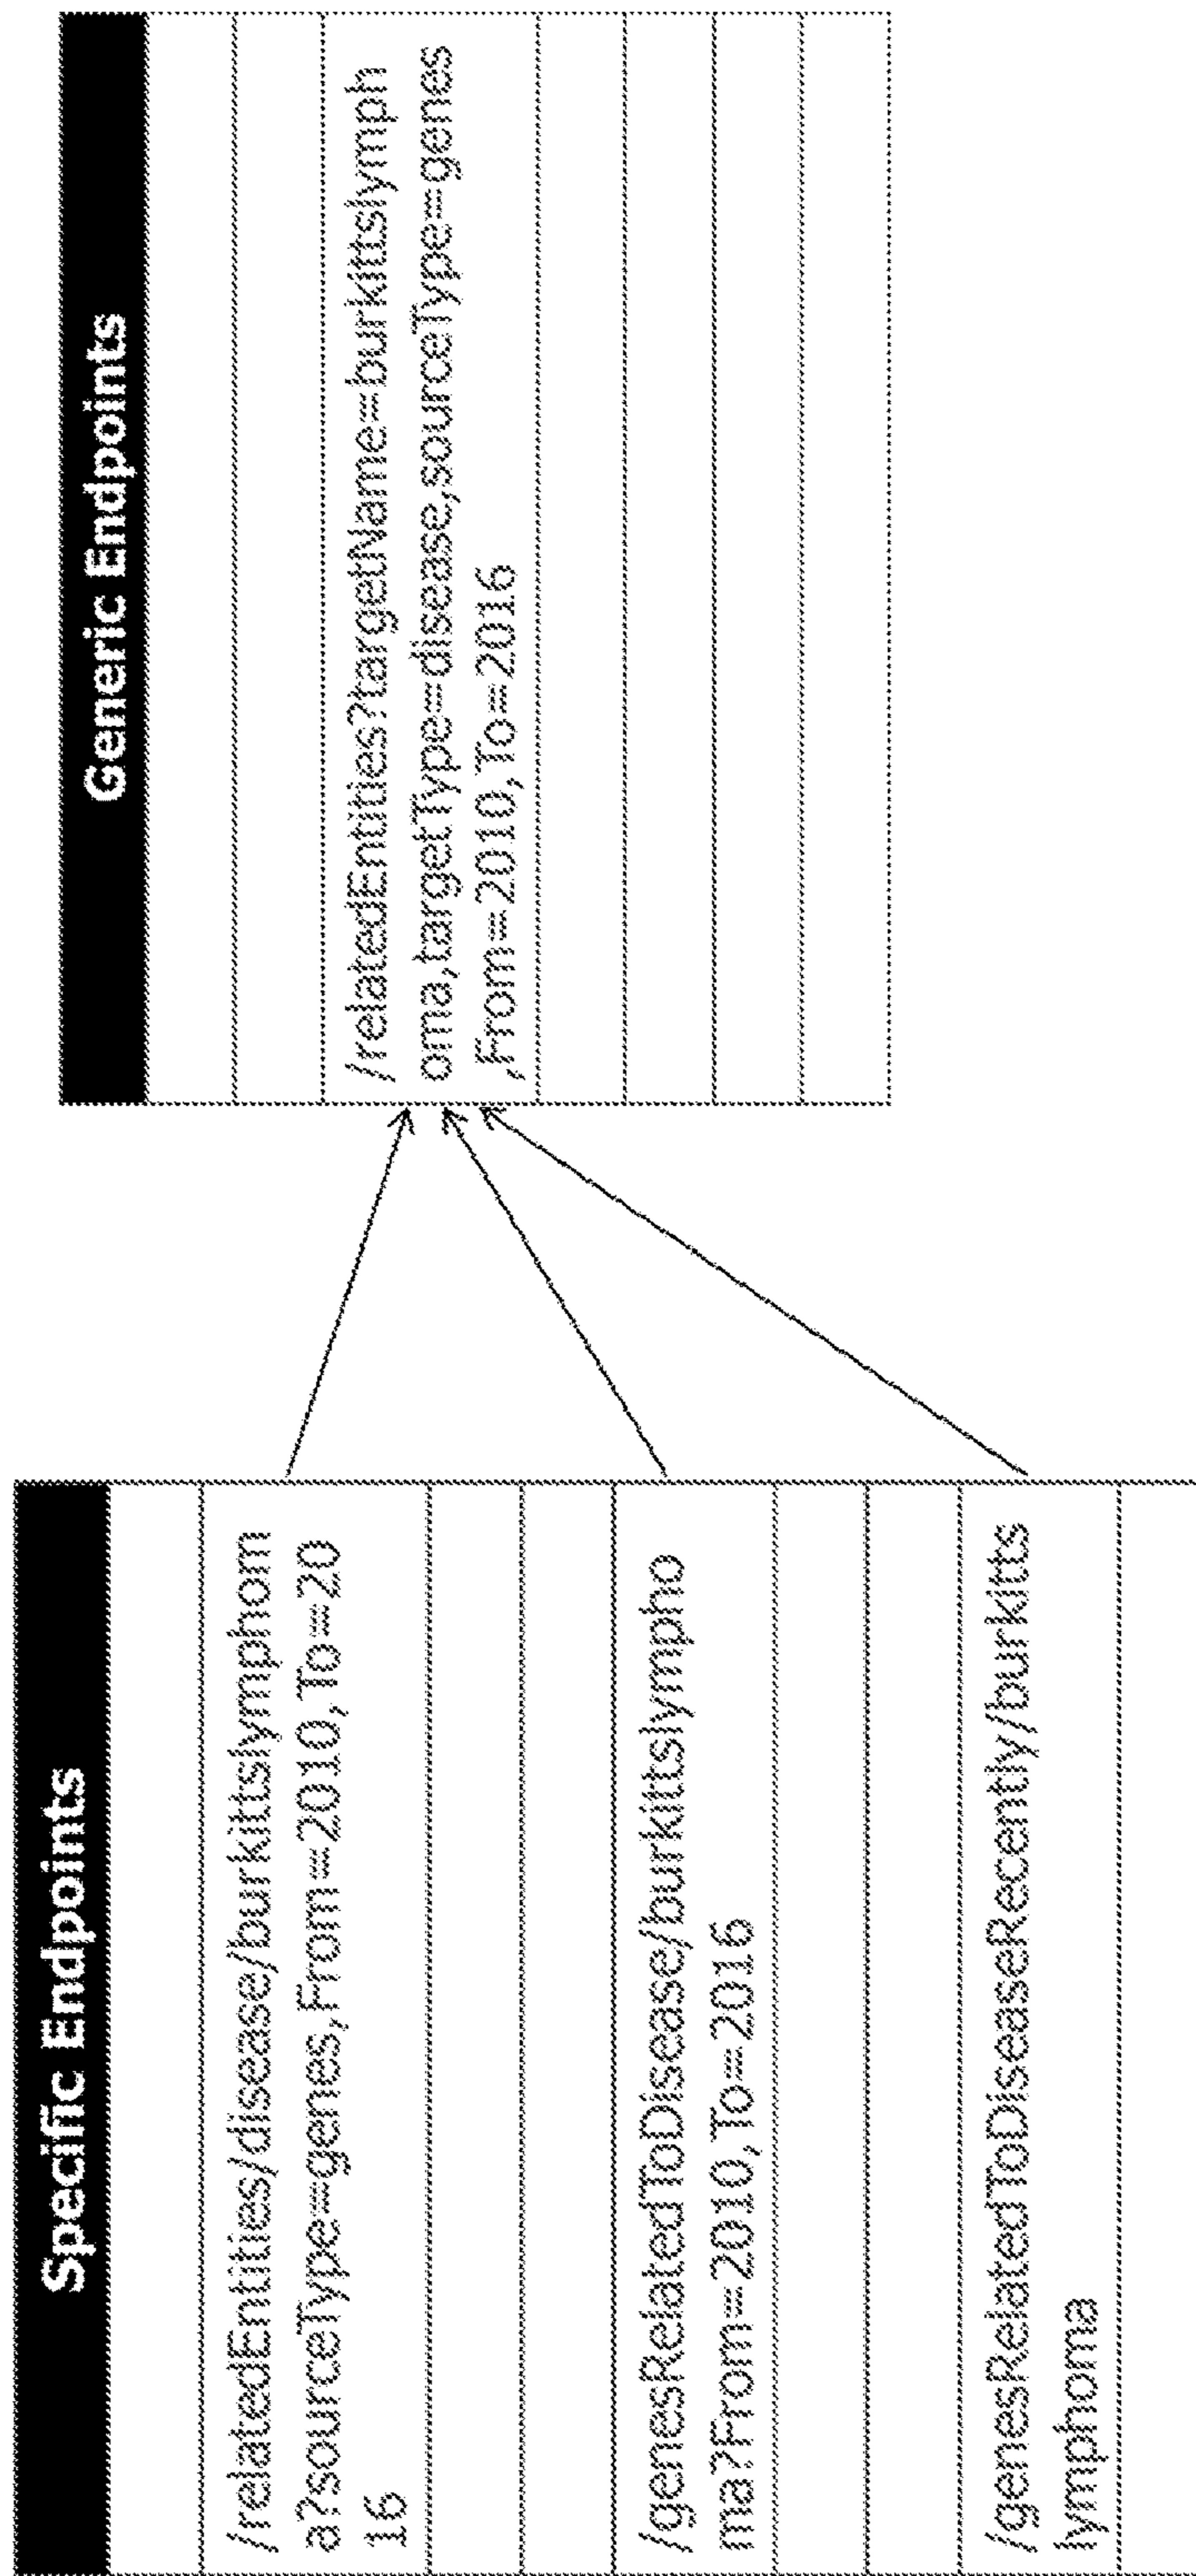 Specific Endpoints
/relatedEntities/disease/burkittslymphom
a?sourceType=genes,From=2010,To=20
16
/genesRelatedToDisease/burkittslympho
ma?From=2010,To=2016
/genesRelatedToDiseaseRecently/burkitts
lymphoma
Generic Endpoints
/relatedEntities?targetName=burkittslymph
oma,targetType=disease,sourceType=genes
,From=2010,To=2016